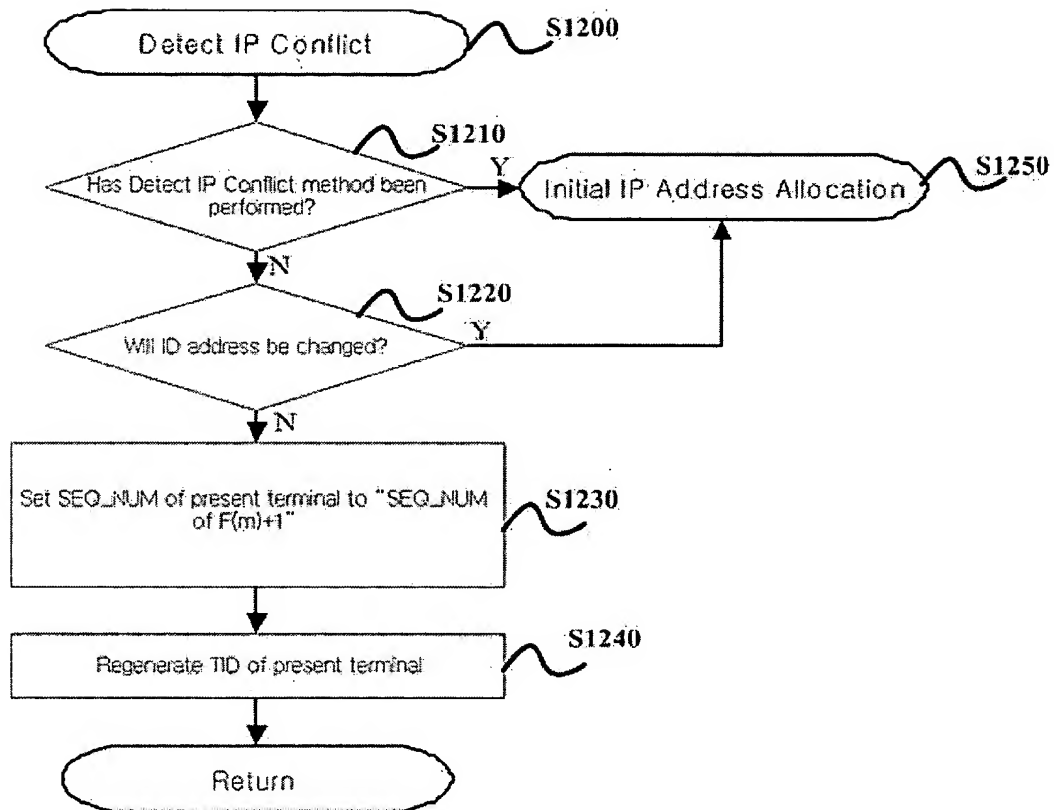 Detect IP Conflict
S1200
S1210
Has Detect IP Conflict method been
performed?
Y
Initial IP Address Allocation
S1250
N
S1220
Will ID address be changed?
Y
N
Set SEQ_NUM of present terminal to "SEQ_NUM
of F(m)+1"
S1230
Regenerate TID of present terminal
S1240
Return